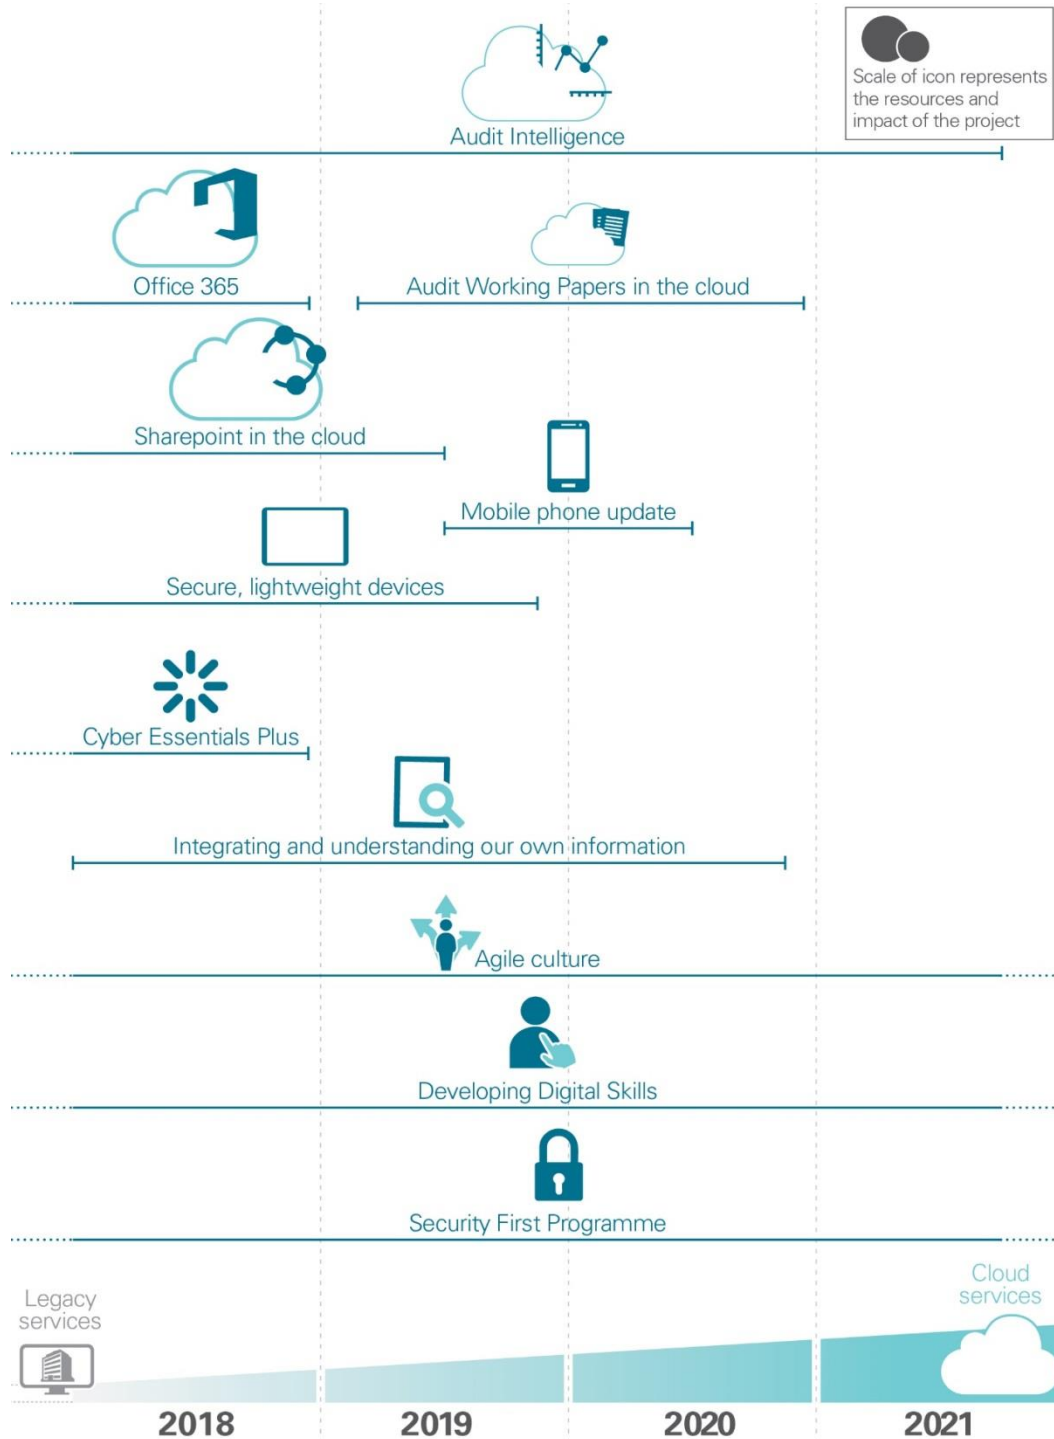 Scale of icon represents
the resources and
impact of the project
Audit Intelligence
Office 365
Audit Working Papers in the cloud
Sharepoint in the cloud
Mobile phone update
Secure, lightweight devices
Cyber Essentials Plus
Integrating and understanding our own information
Agile culture
Developing Digital Skills
Security First Programme
Legacy
services
Cloud
services
2018
2019
2020
2021